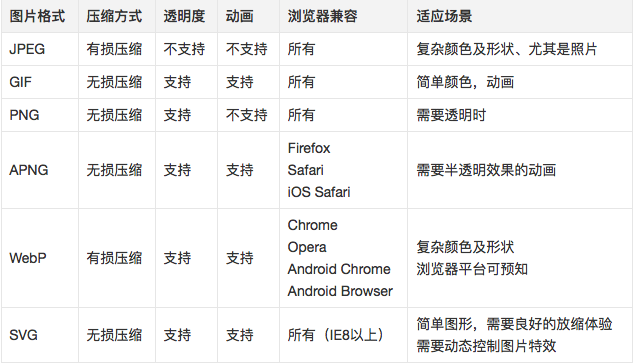 图片格式 压缩方式 透明度 动画 浏览器兼容 适应场景
JPEG 有损压缩 不支持 不支持 所有 复杂颜色及形状、尤其是照片
GIF 无损压缩 支持 支持 所有 简单颜色，动画
PNG 无损压缩 支持 不支持 所有 需要透明时
APNG 无损压缩 支持 支持 Firefox
Safari
iOS Safari
需要半透明效果的动画
WebP 有损压缩 支持 支持 Chrome
Opera
Android Chrome
Android Browser
复杂颜色及形状
浏览器平台可预知
SVG 无损压缩 支持 支持 所有（IE8以上） 简单图形，需要良好的放缩体验
需要动态控制图片特效